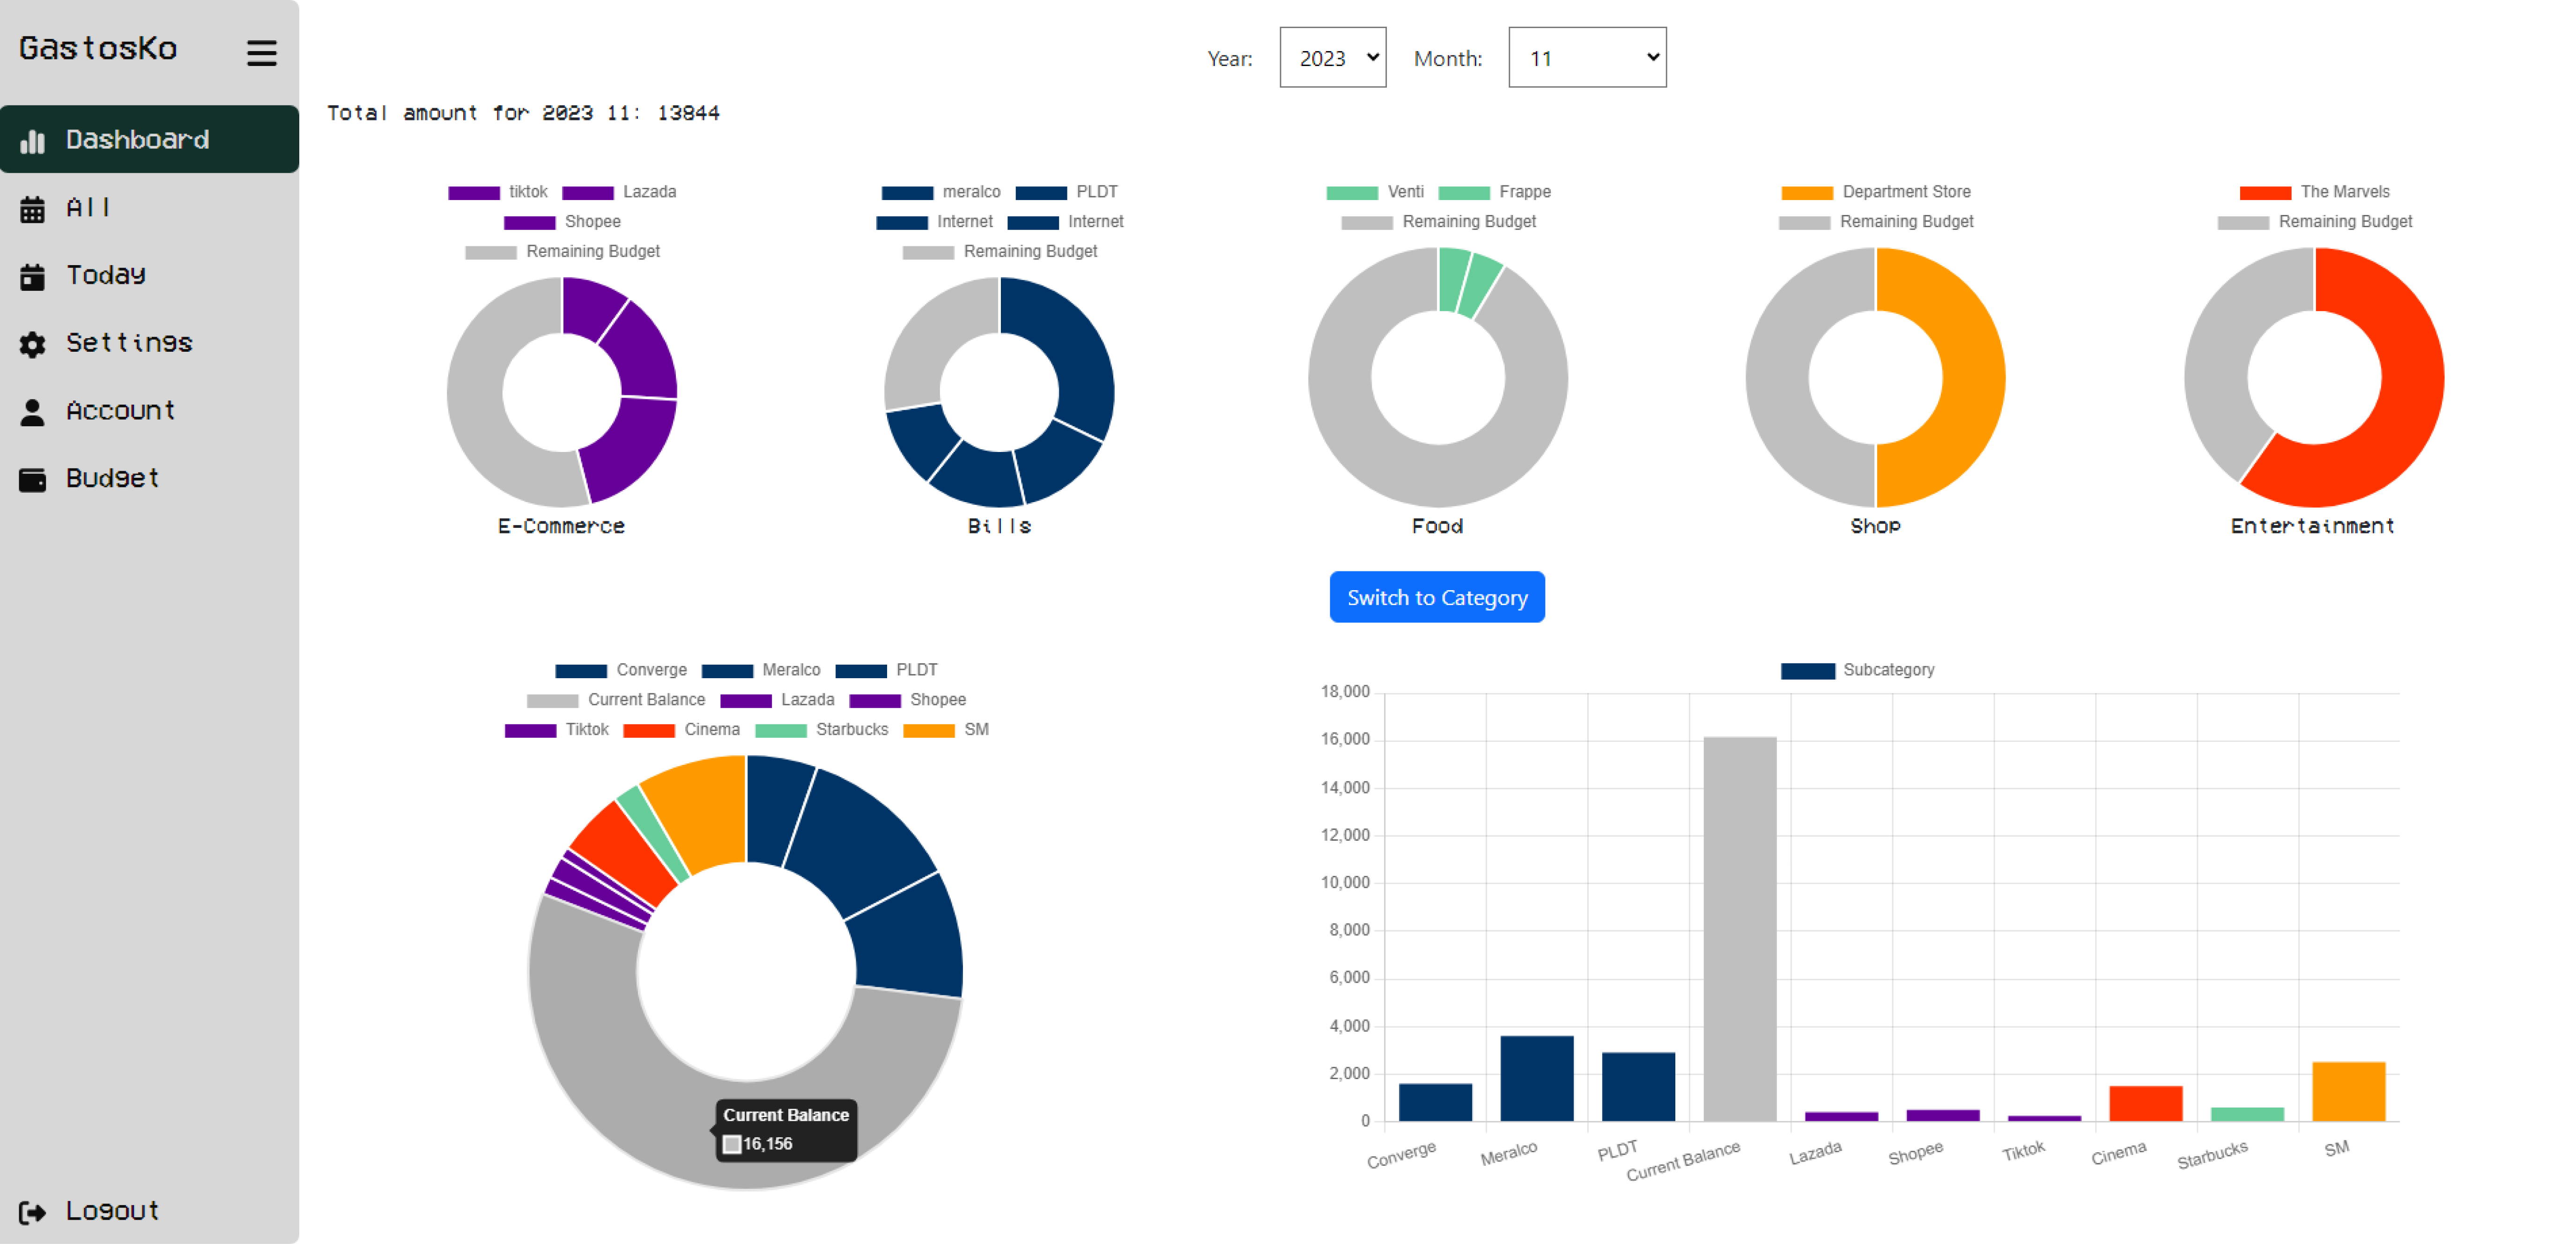 GastosKo
Dashboard
All
Today
Settings
Account
Budget
Logout
Year: 2023 Month: 11
Total amount for 2023 11: 13844
tiktok Lazada
Shopee
Remaining Budget
E-Commerce
meralco PLDT
Internet Internet
Remaining Budget
Bills
Venti Frappe
Remaining Budget
Food
Department Store
Remaining Budget
Shop
The Marvels
Remaining Budget
Entertainment
Switch to Category
Converge Meralco PLDT
Current Balance Lazada Shopee
Tiktok Cinema Starbucks SM
Current Balance
16,156
Subcategory
18,000
16,000
14,000
12,000
10,000
8,000
6,000
4,000
2,000
0
Converge Meralco PLDT Current Balance Lazada Shopee Tiktok Cinema Starbucks SM